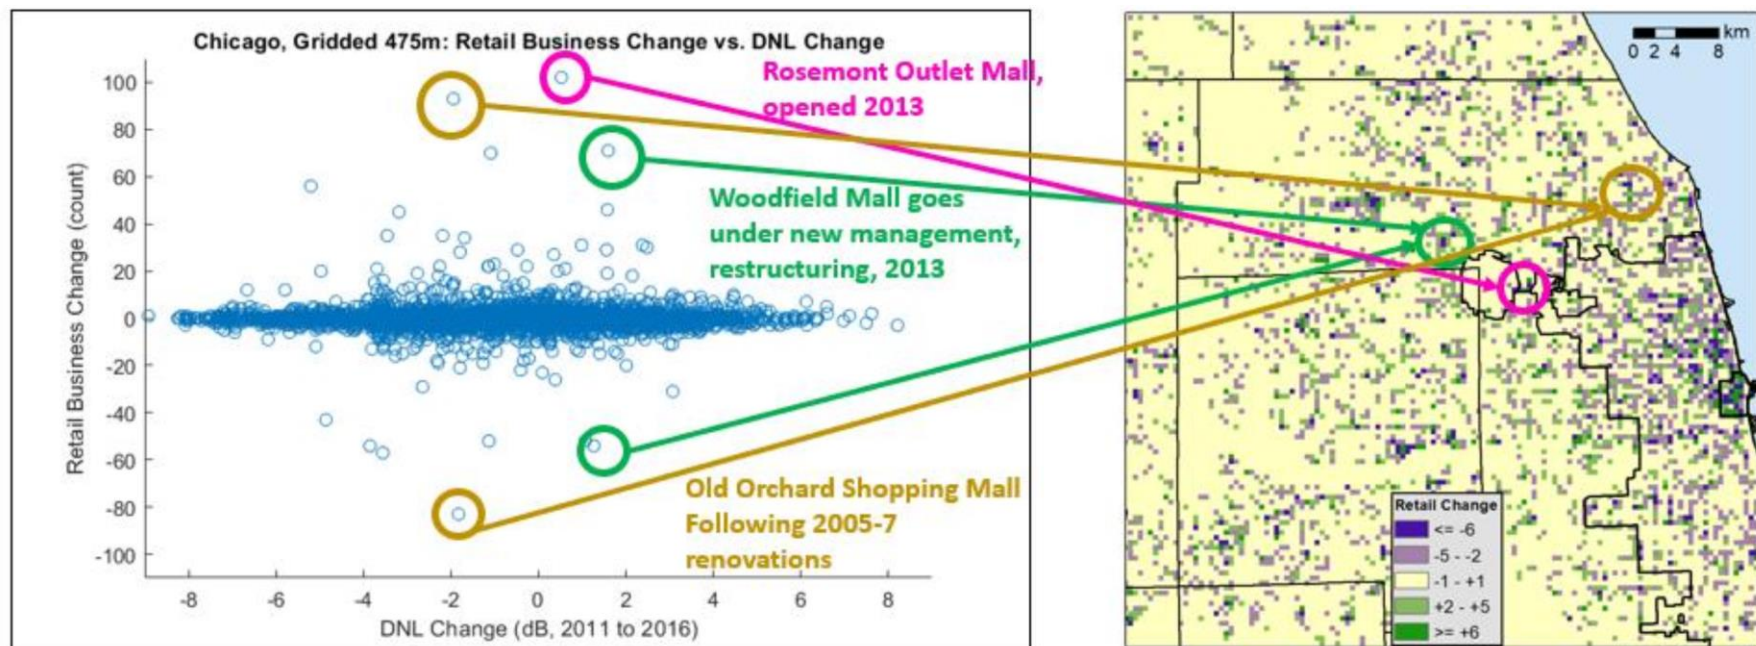 Chicago, Gridded 475m: Retail Business Change vs. DNL Change
Rosemont Outlet Mall,
opened 2013
Woodfield Mall goes
under new management,
restructuring, 2013
Old Orchard Shopping Mall
Following 2005-7
renovations
Retail Business Change (count)
100
80
60
40
20
0
-20
-40
-60
-80
-100
-8
-6
-4
-2
0
2
4
6
8
DNL Change (dB, 2011 to 2016)
km
0 2 4 8
Retail Change
<= -6
-5 - -2
-1 - +1
+2 - +5
>= +6